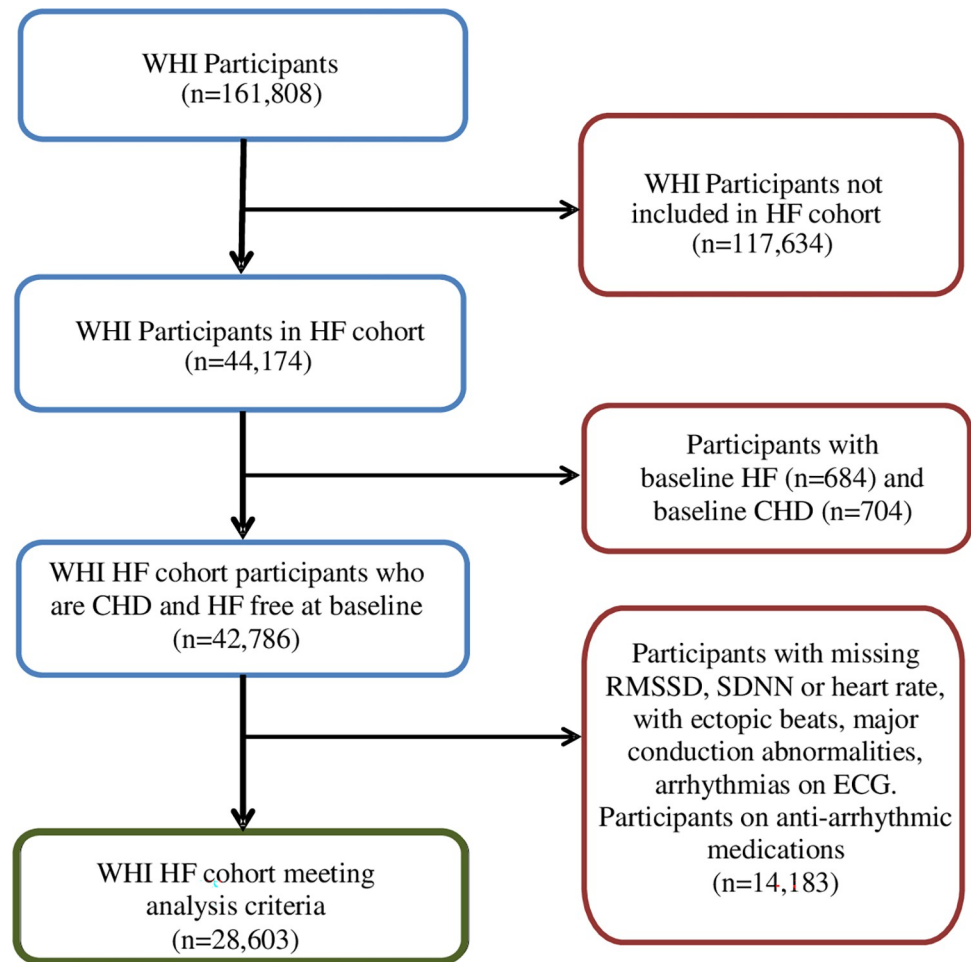 WHI Participants
(n=161,808)
WHI Participants not
included in HF cohort
(n=117,634)
WHI Participants in HF cohort
(n=44,174)
Participants with
baseline HF (n=684) and
baseline CHD (n=704)
WHI HF cohort participants who
are CHD and HF free at baseline
(n=42,786)
Participants with missing
RMSSD, SDNN or heart rate,
with ectopic beats, major
conduction abnormalities,
arrhythmias on ECG.
Participants on anti-arrhythmic
medications
(n=14,183)
WHI HF cohort meeting
analysis criteria
(n=28,603)